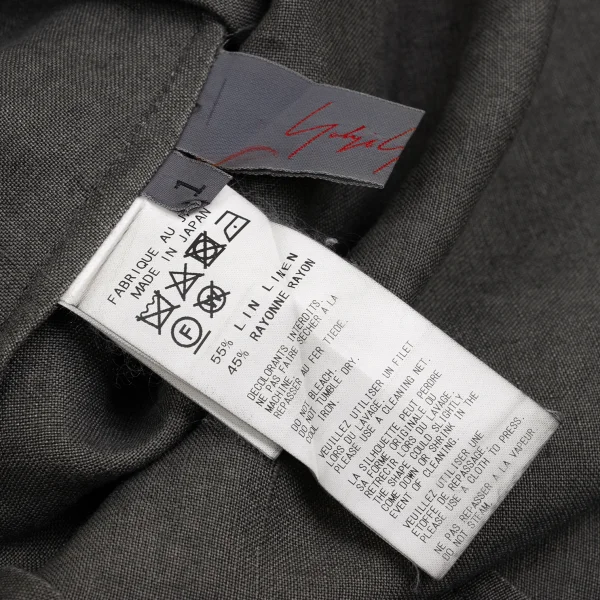 Yohji Y
1
FABRIQUE AU JA
MADE IN JAPAN
F
55% LIN LINEN
45% RAYONNE RAYON
DECOLORANTS INTERDITS.
NE PAS FAIRE SECHER A LA
MACHINE.
REPASSER AU FER TIEDE.
DO NOT BLEACH.
DO NOT TUMBLE DRY.
COOL IRON.
VEUILLEZ UTILISER UN FILET
LORS QU'LAVAGE.
PLEASE USE A CLEANING NET.
LA SILHOUETTE PEUT PERDRE
SA FORME ORIGINAL OU
RETRECIR LORS DU LAVAGE.
THE SHAPE COULD SLIGHTLY
COME DOWN OR SHRINK IN THE
EVENT OF CLEANING.
VEUILLEZ UTILISER UNE
ETOFFE DE REPASSAGE.
PLEASE USE A CLOTH TO PRESS.
NE PAS REPASSER A LA VAPEUR.
DO NOT STEAM.